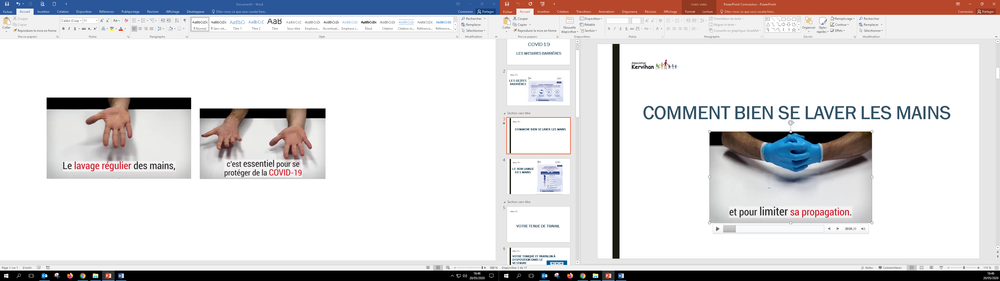 Document1 - Word
Fichier Accueil Insertion Création Disposition Références Publipostage Révision Affichage Développeur Dites-nous ce que vous voulez faire... Connexion Partager
Coller
Couper
Copier
Reproduire la mise en forme
Presse-papiers
Calibri (Corp 11
Police
Paragraphe
AaBbCcDc AaBbCcDc AaBbC( AaBbCcC AaB AaBbCcC AaBbCcDc AaBbCcDc AaBbCcDc AaBbCcDc AaBbCcDc AaBbCcDc AaBbCcDc AaBbCcDc
¶ Normal ¶ Sans int... Titre 1 Titre 2 Titre Sous-titre Emphase... Accentuat... Emphase i... Élevé Citation Citation in... Référence... Référence...
Style
Rechercher
Remplacer
Sélectionner
Modification
Le lavage régulier des mains,
c'est essentiel pour se
protéger de la COVID-19
Page 1 sur 1 0 mots 500 %
16:46
20/05/2020
Outils vidéo PowerPoint Coronavirus - PowerPoint
Fichier Accueil Insertion Création Transitions Animations Diaporama Révision Affichage Format Lecture Dites-nous ce que vous voulez faire... Connexion Partager
Coller
Couper
Copier
Reproduire la mise en forme
Presse-papiers
Nouvelle
diapositive
Disposition
Rétablir
Section
Diapositives
Police
Orientation du texte
Aligner le texte
Convertir en graphique SmartArt
Paragraphe
Organiser
Styles
rapides
Remplissage
Contour
Effets
Dessin
Rechercher
Remplacer
Sélectionner
Modification
COVID 19
LES MESURES BARRIÈRES
2
LES GESTES
BARRIÈRES
Section sans titre
3
COMMENT BIEN SE LAVER LES MAINS
4
LE BON LAVAGE
DES MAINS
Section sans titre
5
VOTRE TENUE DE TRAVAIL
6
VOTRE TUNIQUE ET PANTALON À
DISPOSITION DANS LE
VESTIAIRE
Association
Kervihan
COMMENT BIEN SE LAVER LES MAINS
et pour limiter sa propagation.
00:08,33
Diapositive 3 de 17 Notes Commentaires 115 %
16:46
20/05/2020